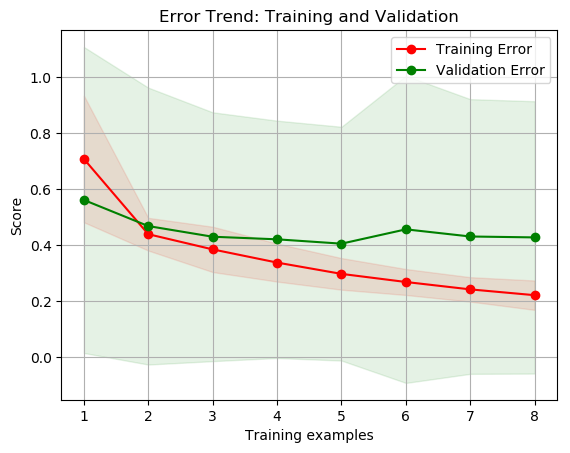 Error Trend: Training and Validation
Training Error
Validation Error
Score
1.0
0.8
0.6
0.4
0.2
0.0
1 2 3 4 5 6 7 8
Training examples